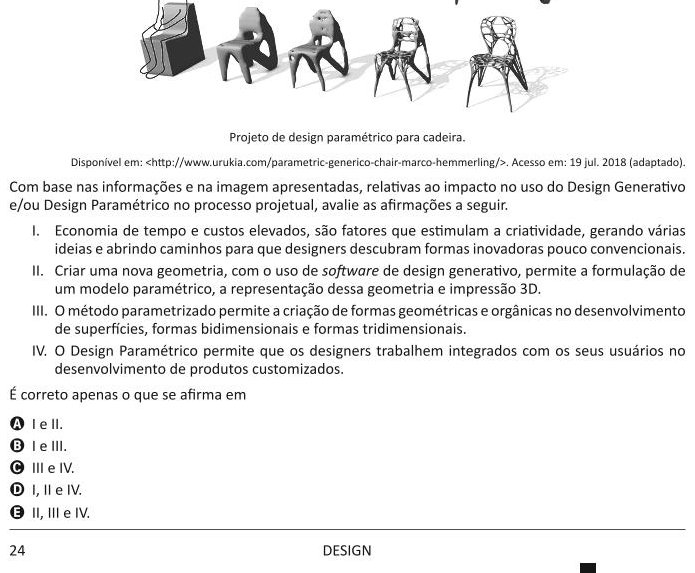 Projeto de design paramétrico para cadeira.
Disponível em: <http://www.urukia.com/parametric-generico-chair-marco-hemmerling/>. Acesso em: 19 jul. 2018 (adaptado).
Com base nas informações e na imagem apresentadas, relativas ao impacto no uso do Design Generativo
e/ou Design Paramétrico no processo projetual, avalie as afirmações a seguir.
I. Economia de tempo e custos elevados, são fatores que estimulam a criatividade, gerando várias
ideias e abrindo caminhos para que designers descubram formas inovadoras pouco convencionais.
II. Criar uma nova geometria, com o uso de software de design generativo, permite a formulação de
um modelo paramétrico, a representação dessa geometria e impressão 3D.
III. O método parametrizado permite a criação de formas geométricas e orgânicas no desenvolvimento
de superfícies, formas bidimensionais e formas tridimensionais.
IV. O Design Paramétrico permite que os designers trabalhem integrados com os seus usuários no
desenvolvimento de produtos customizados.
É correto apenas o que se afirma em
A I e II.
B I e III.
C III e IV.
D I, II e IV.
E II, III e IV.
24 DESIGN